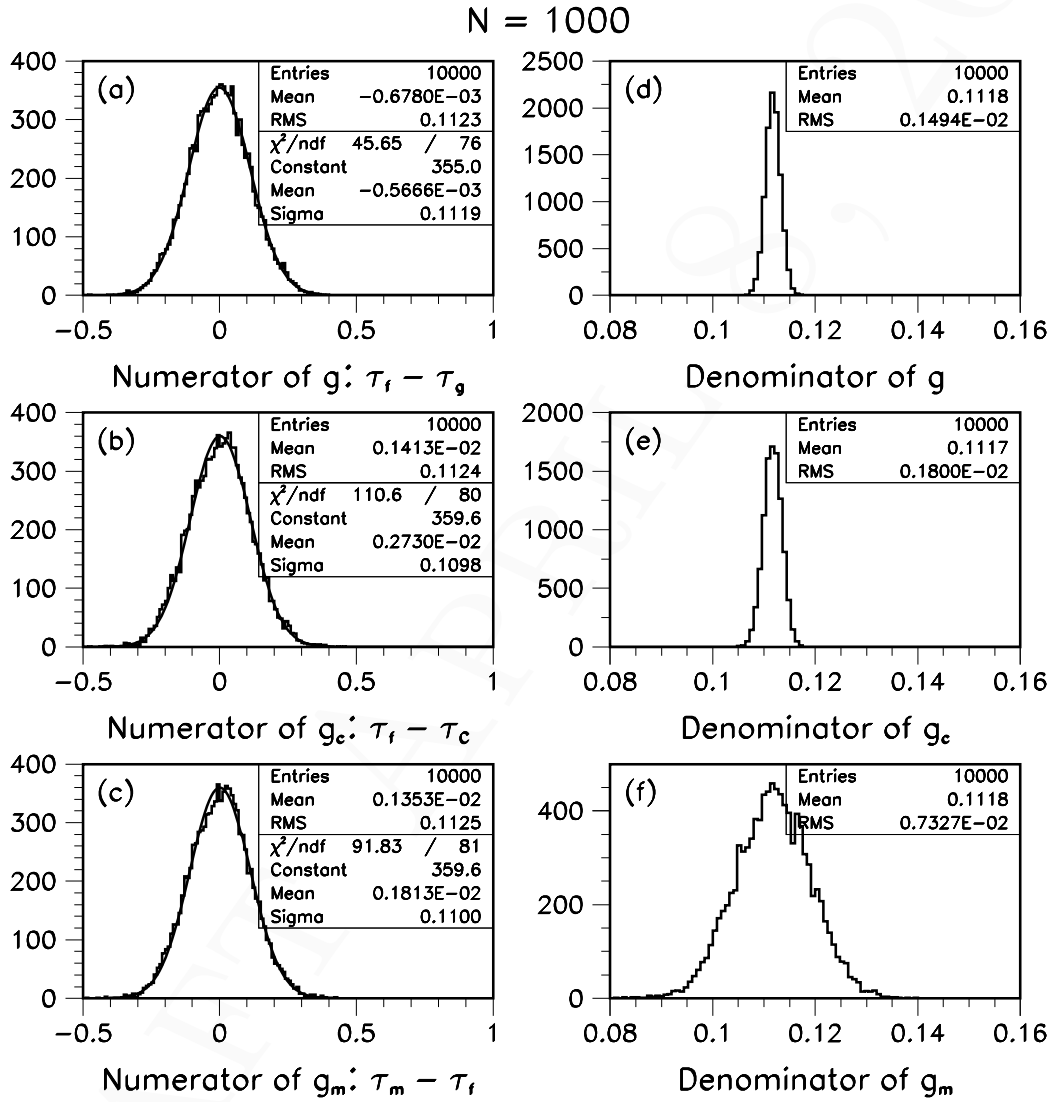 N = 1000
(a)
400
300
200
100
0
Entries 10000
Mean −0.6780E−03
RMS 0.1123
χ²/ndf 45.65 / 76
Constant 355.0
Mean −0.5666E−03
Sigma 0.1119
−0.5 0 0.5 1
Numerator of g: τf − τg
(d)
2500
2000
1500
1000
500
0
Entries 10000
Mean 0.1118
RMS 0.1494E−02
0.08 0.1 0.12 0.14 0.16
Denominator of g
(b)
400
300
200
100
0
Entries 10000
Mean 0.1413E−02
RMS 0.1124
χ²/ndf 110.6 / 80
Constant 359.6
Mean 0.2730E−02
Sigma 0.1098
−0.5 0 0.5 1
Numerator of gc: τf − τC
(e)
2000
1500
1000
500
0
Entries 10000
Mean 0.1117
RMS 0.1800E−02
0.08 0.1 0.12 0.14 0.16
Denominator of gc
(c)
400
300
200
100
0
Entries 10000
Mean 0.1353E−02
RMS 0.1125
χ²/ndf 91.83 / 81
Constant 359.6
Mean 0.1813E−02
Sigma 0.1100
−0.5 0 0.5 1
Numerator of gm: τm − τf
(f)
400
200
0
Entries 10000
Mean 0.1118
RMS 0.7327E−02
0.08 0.1 0.12 0.14 0.16
Denominator of gm